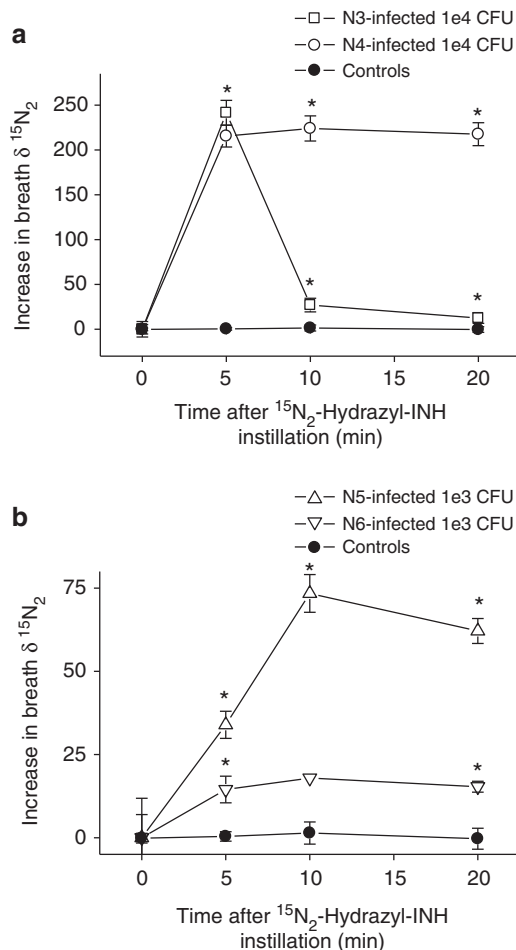 a
N3-infected 1e4 CFU
N4-infected 1e4 CFU
Controls
Increase in breath δ ¹⁵N₂
250
200
150
100
50
0
* * *
* *
0 5 10 20
Time after ¹⁵N₂-Hydrazyl-INH
instillation (min)
b
N5-infected 1e3 CFU
N6-infected 1e3 CFU
Controls
Increase in breath δ ¹⁵N₂
75
50
25
0
* * *
* *
0 5 10 20
Time after ¹⁵N₂-Hydrazyl-INH
instillation (min)